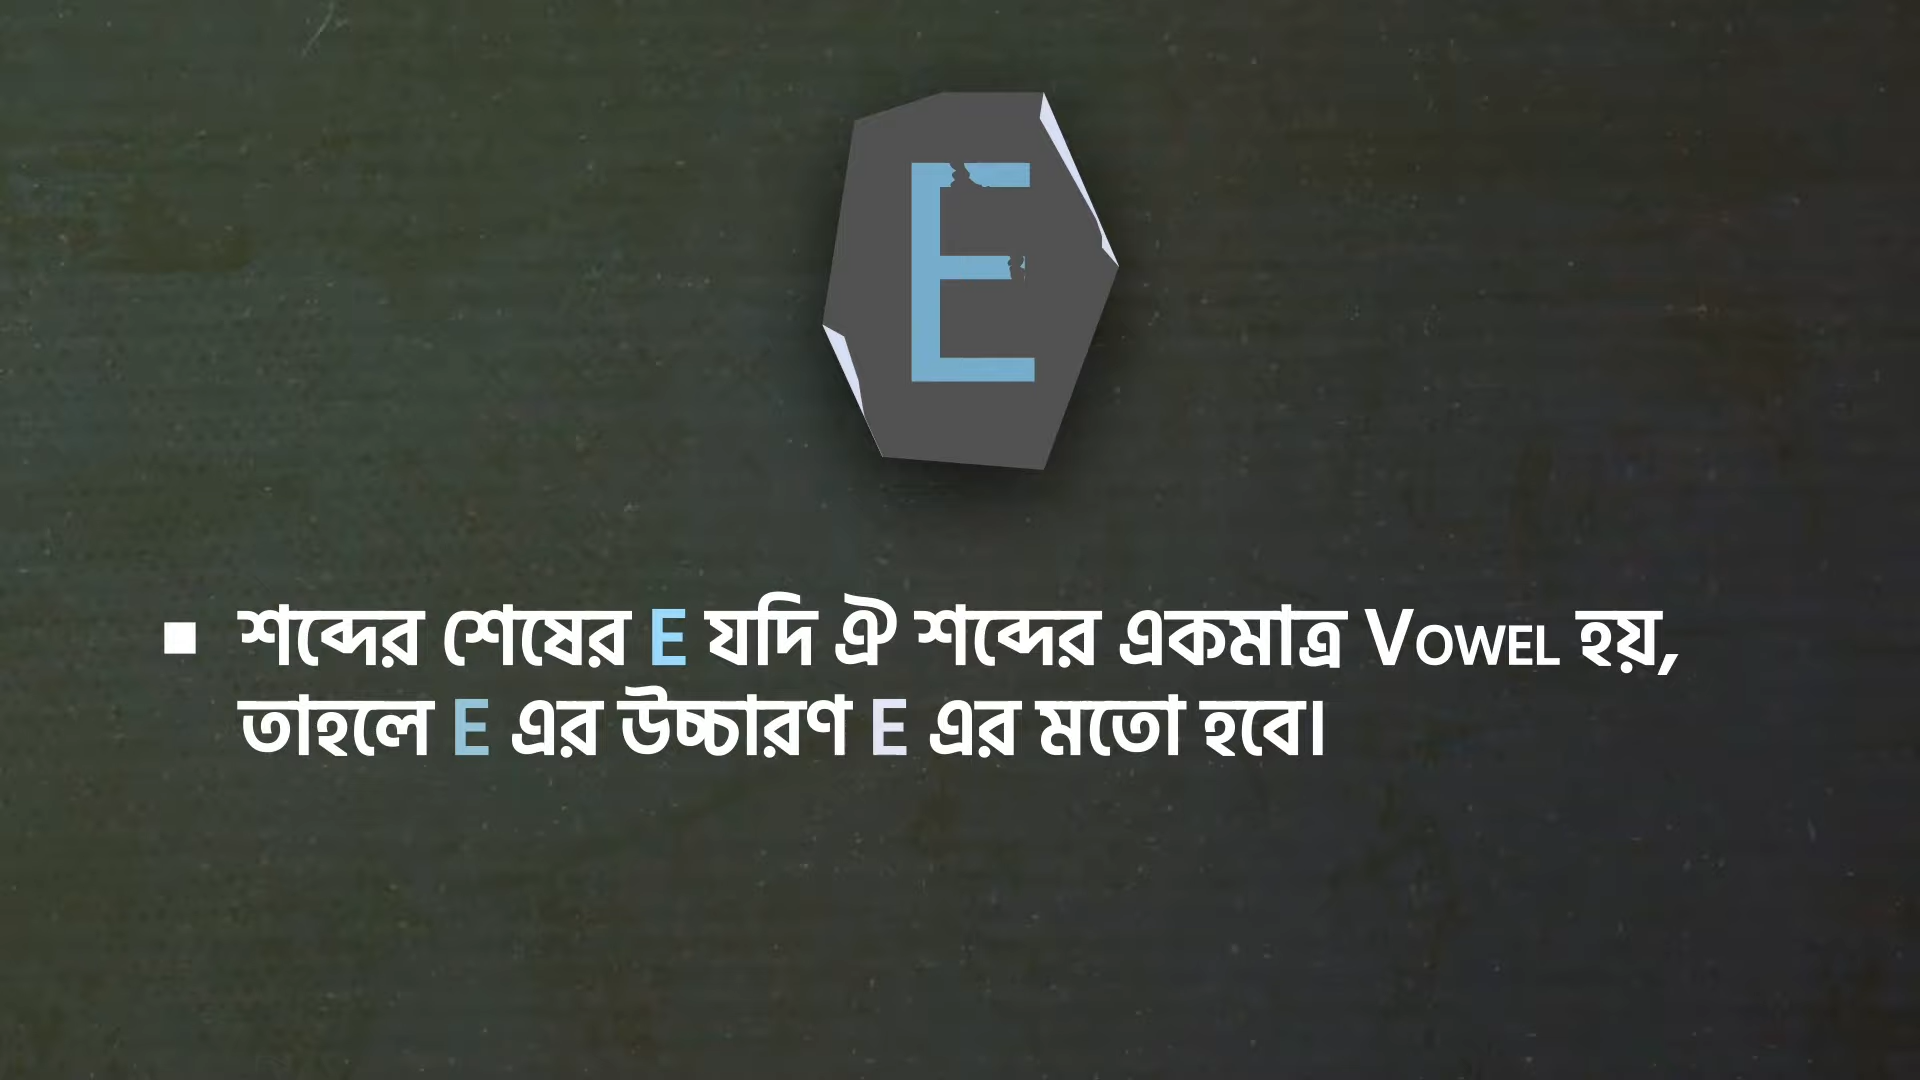 E
শব্দের শেষের E যদি ঐ শব্দের একমাত্র VOWEL হয়,
তাহলে E এর উচ্চারণ E এর মতো হবে।